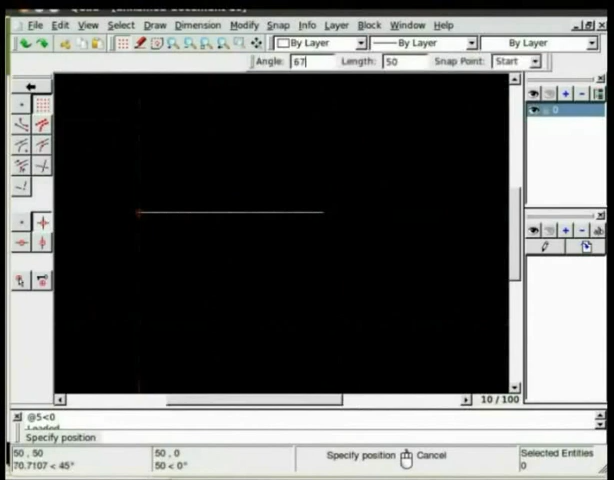 File Edit View Select Draw Dimension Modify Snap Info Layer Block Window Help
By Layer By Layer By Layer
Angle: 67 Length: 50 Snap Point: Start
0
10 / 100
@5<0
Specify position
50 , 50 50 , 0 Specify position Cancel Selected Entities
70.7107 < 45° 50 < 0° 0